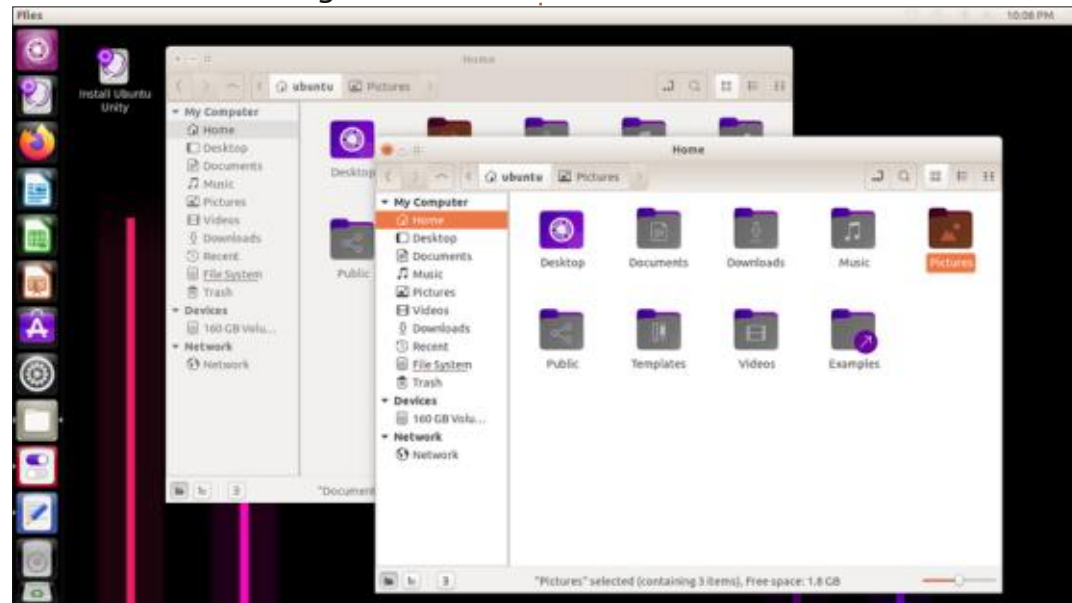 Files
10:08 PM
Install Ubuntu
Unity
Home
ubuntu
Pictures
My Computer
Home
Desktop
Documents
Music
Pictures
Videos
Downloads
Recent
File System
Trash
Devices
160 GB Volu...
Network
Network
Desktop
Public
"Document
Home
ubuntu
Pictures
My Computer
Home
Desktop
Documents
Music
Pictures
Videos
Downloads
Recent
File System
Trash
Devices
160 GB Volu...
Network
Network
Desktop
Documents
Downloads
Music
Pictures
Public
Templates
Videos
Examples
"Pictures" selected (containing 3 items), Free space: 1.8 GB